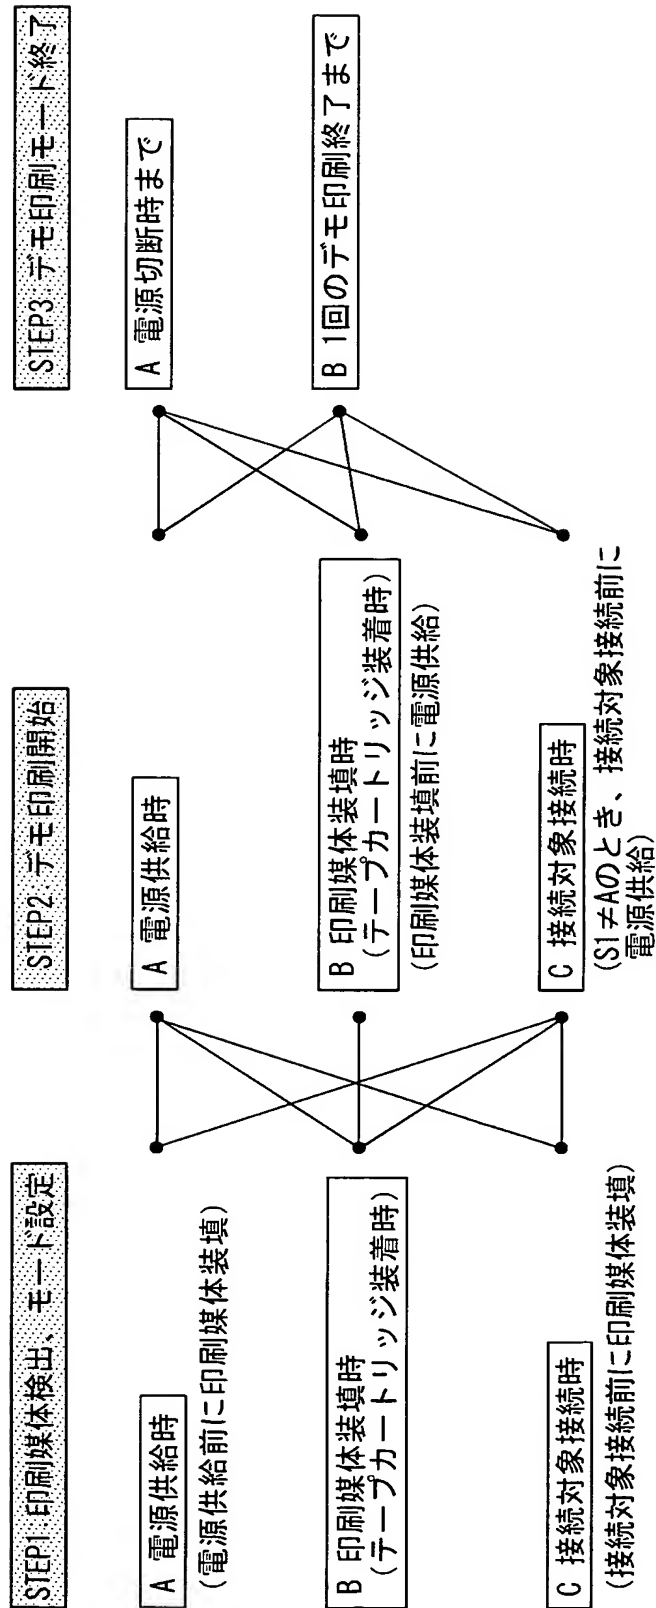 STEP1:印刷媒体検出、モード設定
A 電源供給時
(電源供給前に印刷媒体装填)
B 印刷媒体装填時
(テープカートリッジ装着時)
C 接続対象接続時
(接続対象接続前に印刷媒体装填)
STEP2:デモ印刷開始
A 電源供給時
B 印刷媒体装填時
(テープカートリッジ装着時)
(印刷媒体装填前に電源供給)
C 接続対象接続時
(S1≠Aのとき、接続対象接続前に
電源供給)
STEP3:デモ印刷モード終了
A 電源切断時まで
B 1回のデモ印刷終了まで